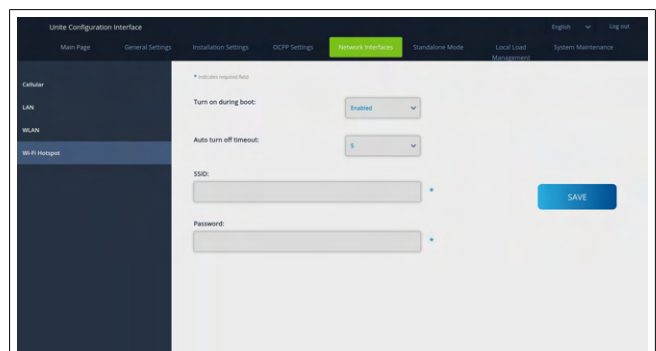 Unite Configuration Interface
English
Log out
Main Page
General Settings
Installation Settings
OCPP Settings
Network Interfaces
Standalone Mode
Local Load
Management
System Maintenance
Cellular
LAN
WLAN
Wi-Fi Hotspot
* Indicates required field
Turn on during boot:
Enabled
Auto turn off timeout:
5
SSID:
*
SAVE
Password:
*